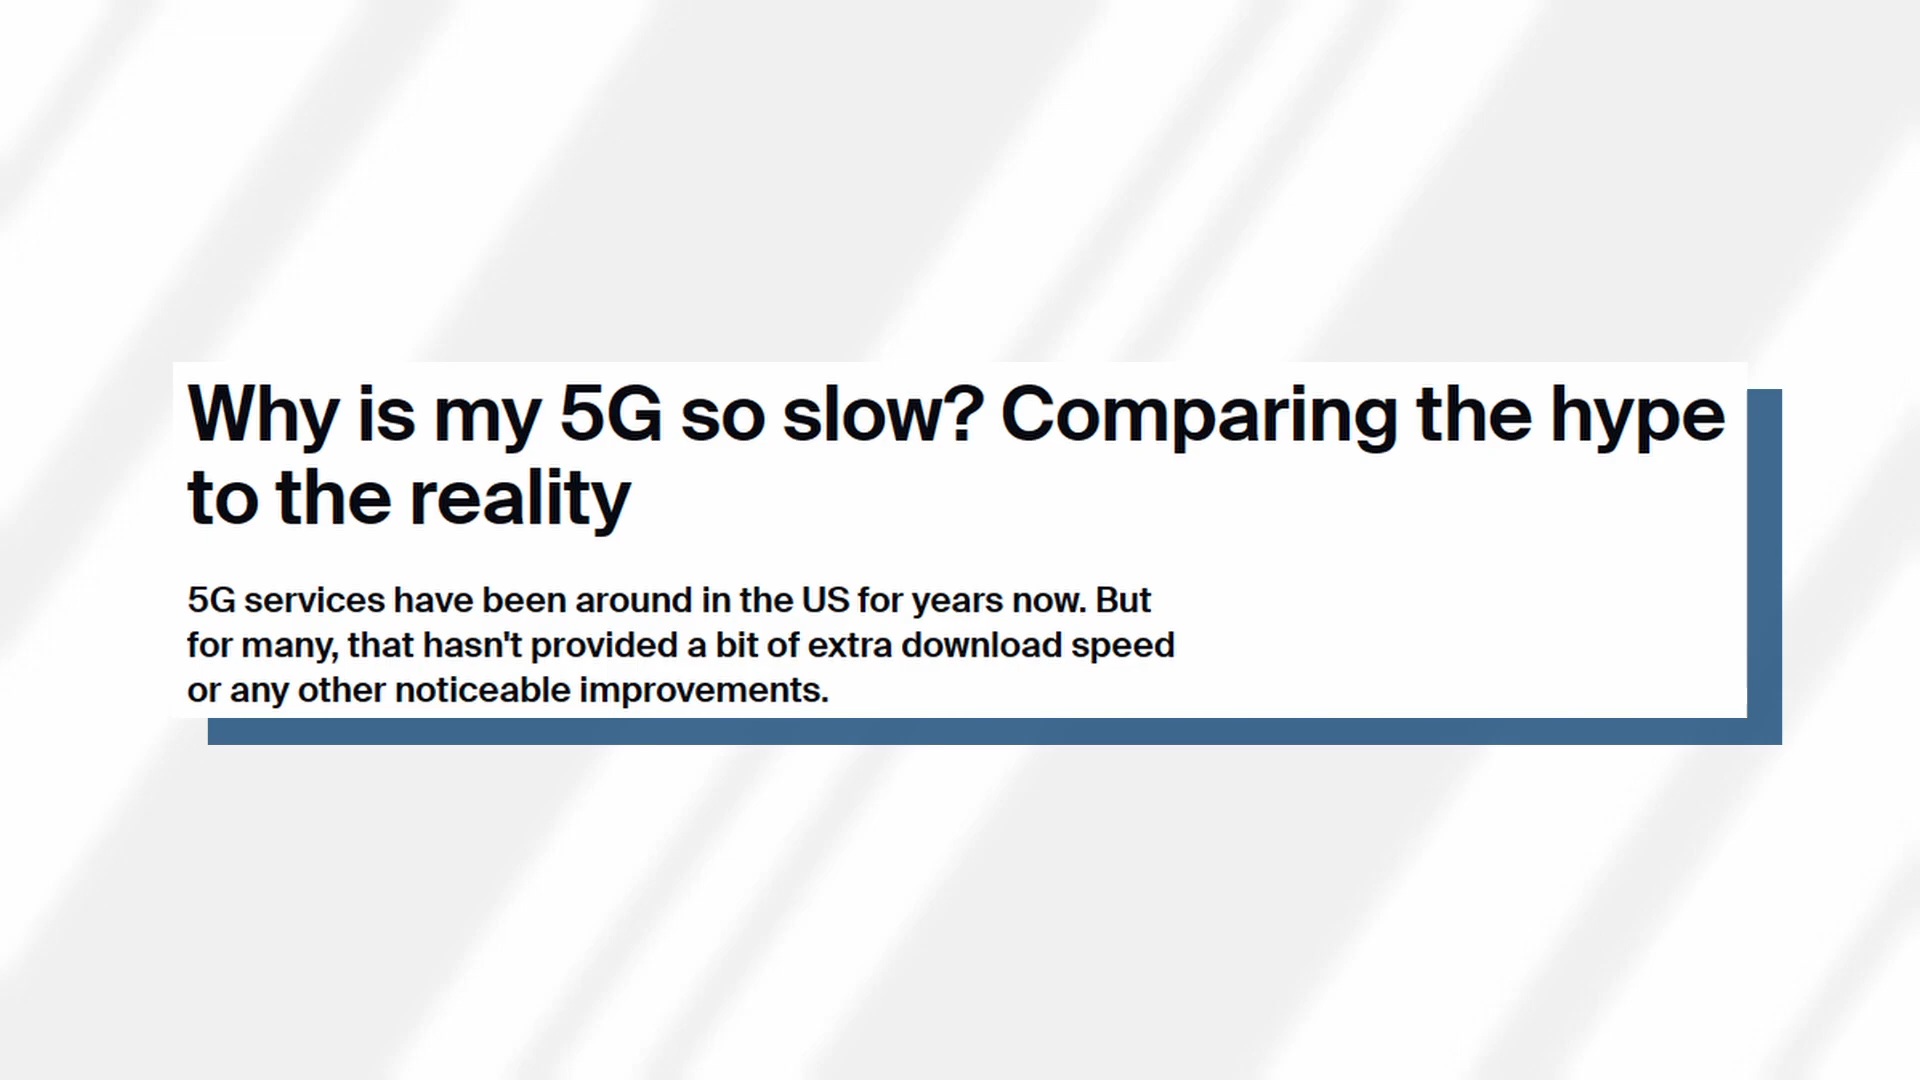 Why is my 5G so slow? Comparing the hype
to the reality
5G services have been around in the US for years now. But
for many, that hasn't provided a bit of extra download speed
or any other noticeable improvements.